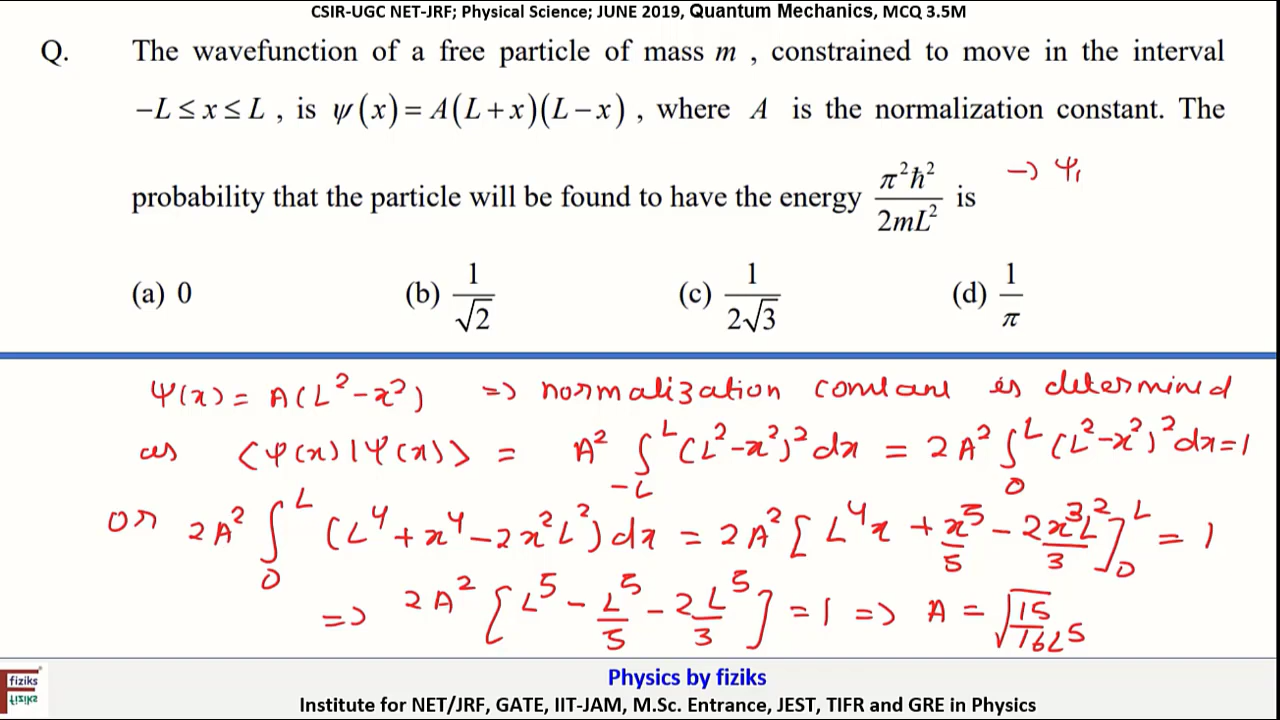 CSIR-UGC NET-JRF; Physical Science; JUNE 2019, Quantum Mechanics, MCQ 3.5M
Q. The wavefunction of a free particle of mass m , constrained to move in the interval
−L ≤ x ≤ L , is ψ(x) = A(L+x)(L−x) , where A is the normalization constant. The
probability that the particle will be found to have the energy π²ħ²/2mL² is → Ψ₁
(a) 0 (b) 1/√2 (c) 1/2√3 (d) 1/π
Ψ(x) = A(L²−x²) ⇒ normalization constant is determined
as ⟨Ψ(x)|Ψ(x)⟩ = A² ∫_{-L}^{L} (L²−x²)² dx = 2A² ∫_0^L (L²−x²)² dx = 1
or 2A² ∫_0^L (L⁴ + x⁴ − 2x²L²) dx = 2A² [L⁴x + x⁵/5 − 2x³L²/3]_0^L = 1
⇒ 2A² [L⁵ − L⁵/5 − 2L⁵/3] = 1 ⇒ A = √(15/16L⁵)
fiziks
fiziks
Physics by fiziks
Institute for NET/JRF, GATE, IIT-JAM, M.Sc. Entrance, JEST, TIFR and GRE in Physics